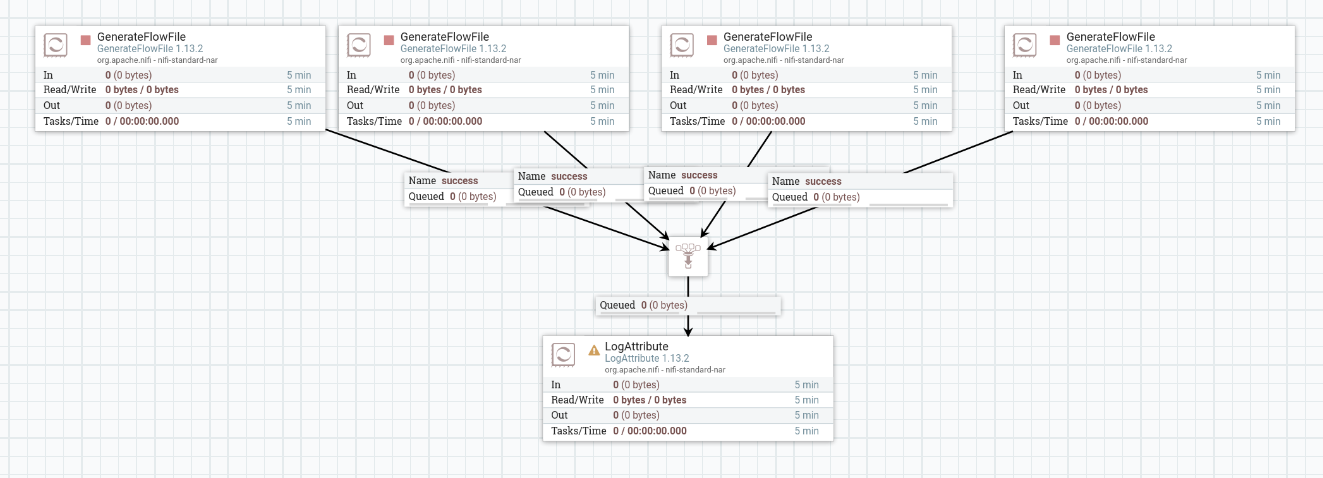 GenerateFlowFile
GenerateFlowFile 1.13.2
org.apache.nifi - nifi-standard-nar
In 0 (0 bytes) 5 min
Read/Write 0 bytes / 0 bytes 5 min
Out 0 (0 bytes) 5 min
Tasks/Time 0 / 00:00:00.000 5 min
GenerateFlowFile
GenerateFlowFile 1.13.2
org.apache.nifi - nifi-standard-nar
In 0 (0 bytes) 5 min
Read/Write 0 bytes / 0 bytes 5 min
Out 0 (0 bytes) 5 min
Tasks/Time 0 / 00:00:00.000 5 min
GenerateFlowFile
GenerateFlowFile 1.13.2
org.apache.nifi - nifi-standard-nar
In 0 (0 bytes) 5 min
Read/Write 0 bytes / 0 bytes 5 min
Out 0 (0 bytes) 5 min
Tasks/Time 0 / 00:00:00.000 5 min
GenerateFlowFile
GenerateFlowFile 1.13.2
org.apache.nifi - nifi-standard-nar
In 0 (0 bytes) 5 min
Read/Write 0 bytes / 0 bytes 5 min
Out 0 (0 bytes) 5 min
Tasks/Time 0 / 00:00:00.000 5 min
Name success
Queued 0 (0 bytes)
Name success
Queued 0 (0 bytes)
Name success
Queued 0 (0 bytes)
Name success
Queued 0 (0 bytes)
Queued 0 (0 bytes)
LogAttribute
LogAttribute 1.13.2
org.apache.nifi - nifi-standard-nar
In 0 (0 bytes) 5 min
Read/Write 0 bytes / 0 bytes 5 min
Out 0 (0 bytes) 5 min
Tasks/Time 0 / 00:00:00.000 5 min